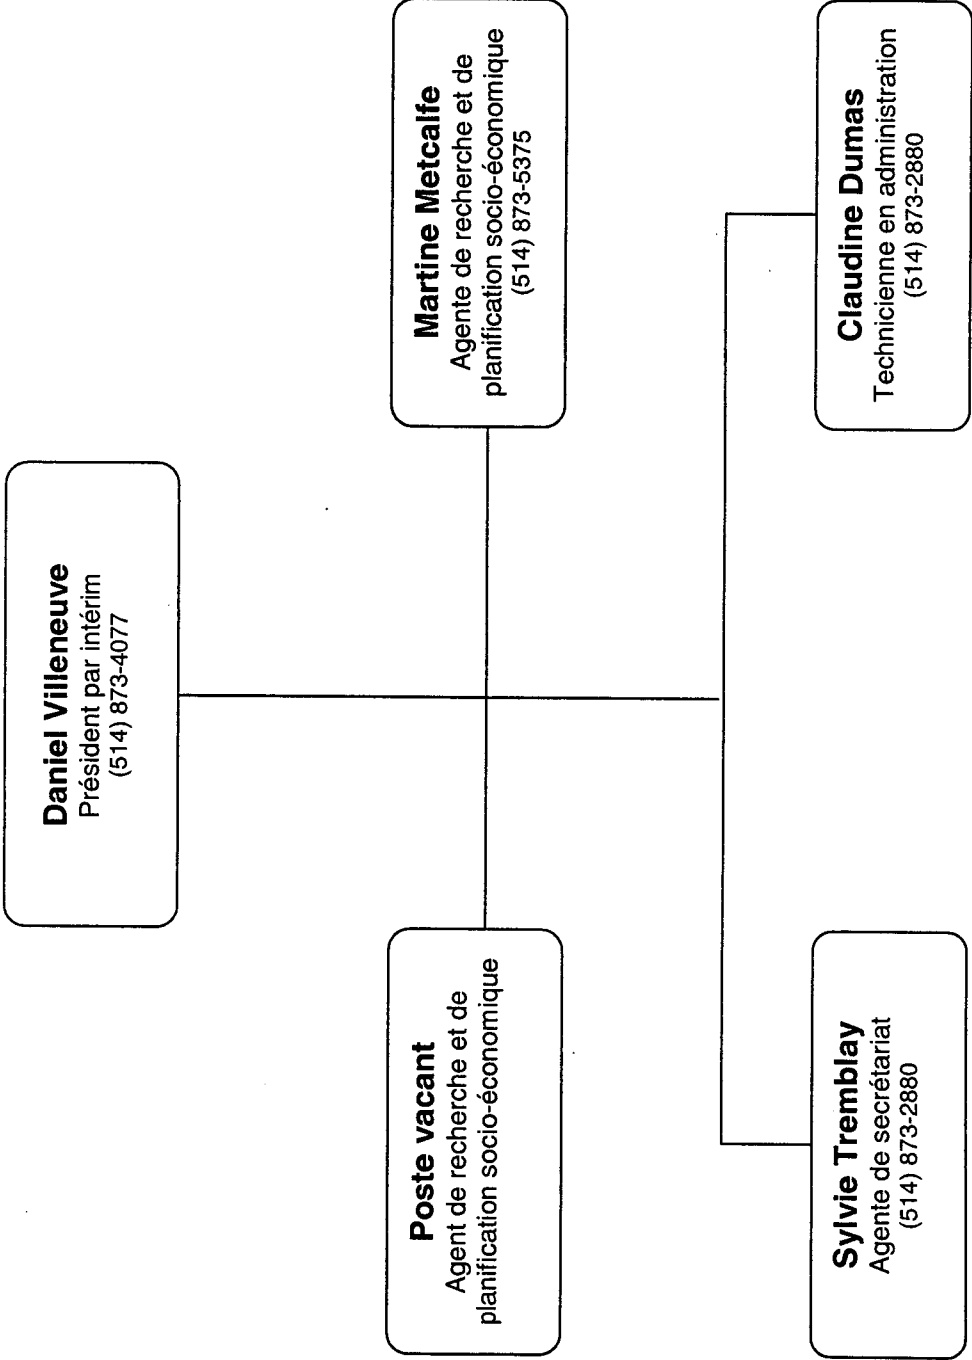 Daniel Villeneuve
Président par intérim
(514) 873-4077
Poste vacant
Agent de recherche et de
planification socio-économique
Martine Metcalfe
Agente de recherche et de
planification socio-économique
(514) 873-5375
Sylvie Tremblay
Agente de secrétariat
(514) 873-2880
Claudine Dumas
Technicienne en administration
(514) 873-2880